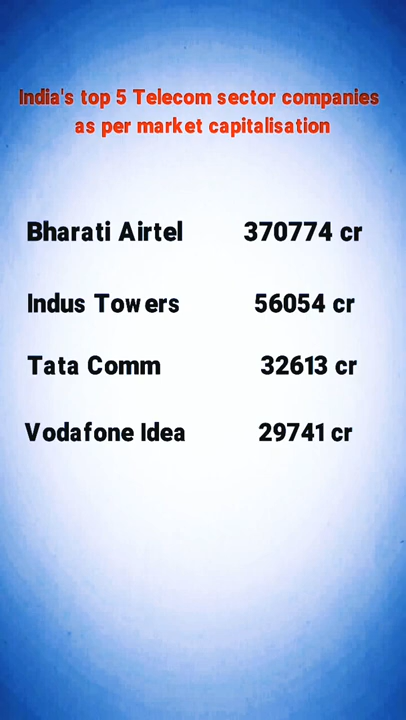 India's top 5 Telecom sector companies
as per market capitalisation
Bharati Airtel 370774 cr
Indus Towers 56054 cr
Tata Comm 32613 cr
Vodafone Idea 29741 cr